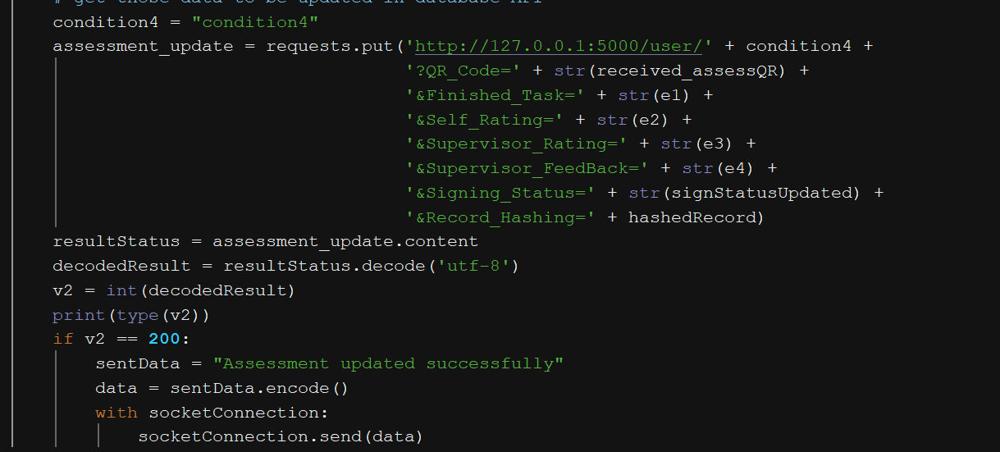 # get those data to be updated in database API
condition4 = "condition4"
assessment_update = requests.put('http://127.0.0.1:5000/user/' + condition4 +
'?QR_Code=' + str(received_assessQR) +
'&Finished_Task=' + str(e1) +
'&Self_Rating=' + str(e2) +
'&Supervisor_Rating=' + str(e3) +
'&Supervisor_FeedBack=' + str(e4) +
'&Signing_Status=' + str(signStatusUpdated) +
'&Record_Hashing=' + hashedRecord)
resultStatus = assessment_update.content
decodedResult = resultStatus.decode('utf-8')
v2 = int(decodedResult)
print(type(v2))
if v2 == 200:
sentData = "Assessment updated successfully"
data = sentData.encode()
with socketConnection:
socketConnection.send(data)